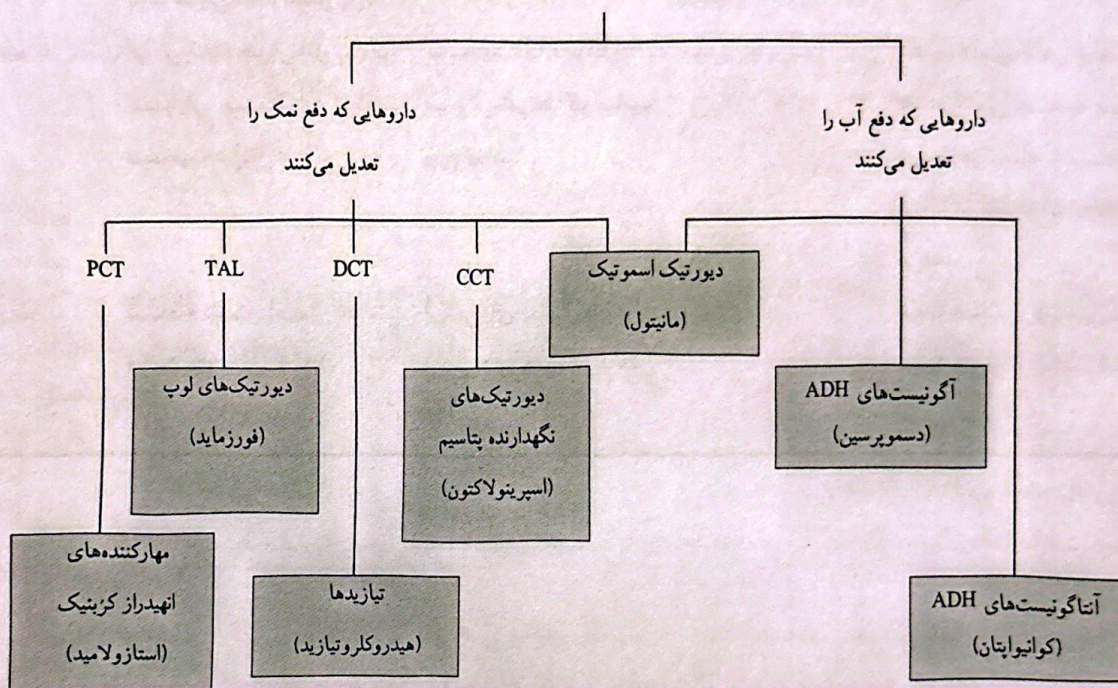 داروهایی که دفع آب را
تعدیل می‌کنند
داروهایی که دفع نمک را
تعدیل می‌کنند
PCT
TAL
DCT
CCT
دیورتیک اسموتیک
(مانیتول)
دیورتیک‌های لوپ
(فورزماید)
دیورتیک‌های
نگهدارنده پتاسیم
(اسپرینولاکتون)
آگونیست‌های ADH
(دسموپرسین)
مهارکننده‌های
انهیدراز کربنیک
(استازولامید)
تیازیدها
(هیدروکلروتیازید)
آنتاگونیست‌های ADH
(کوانیواپتان)